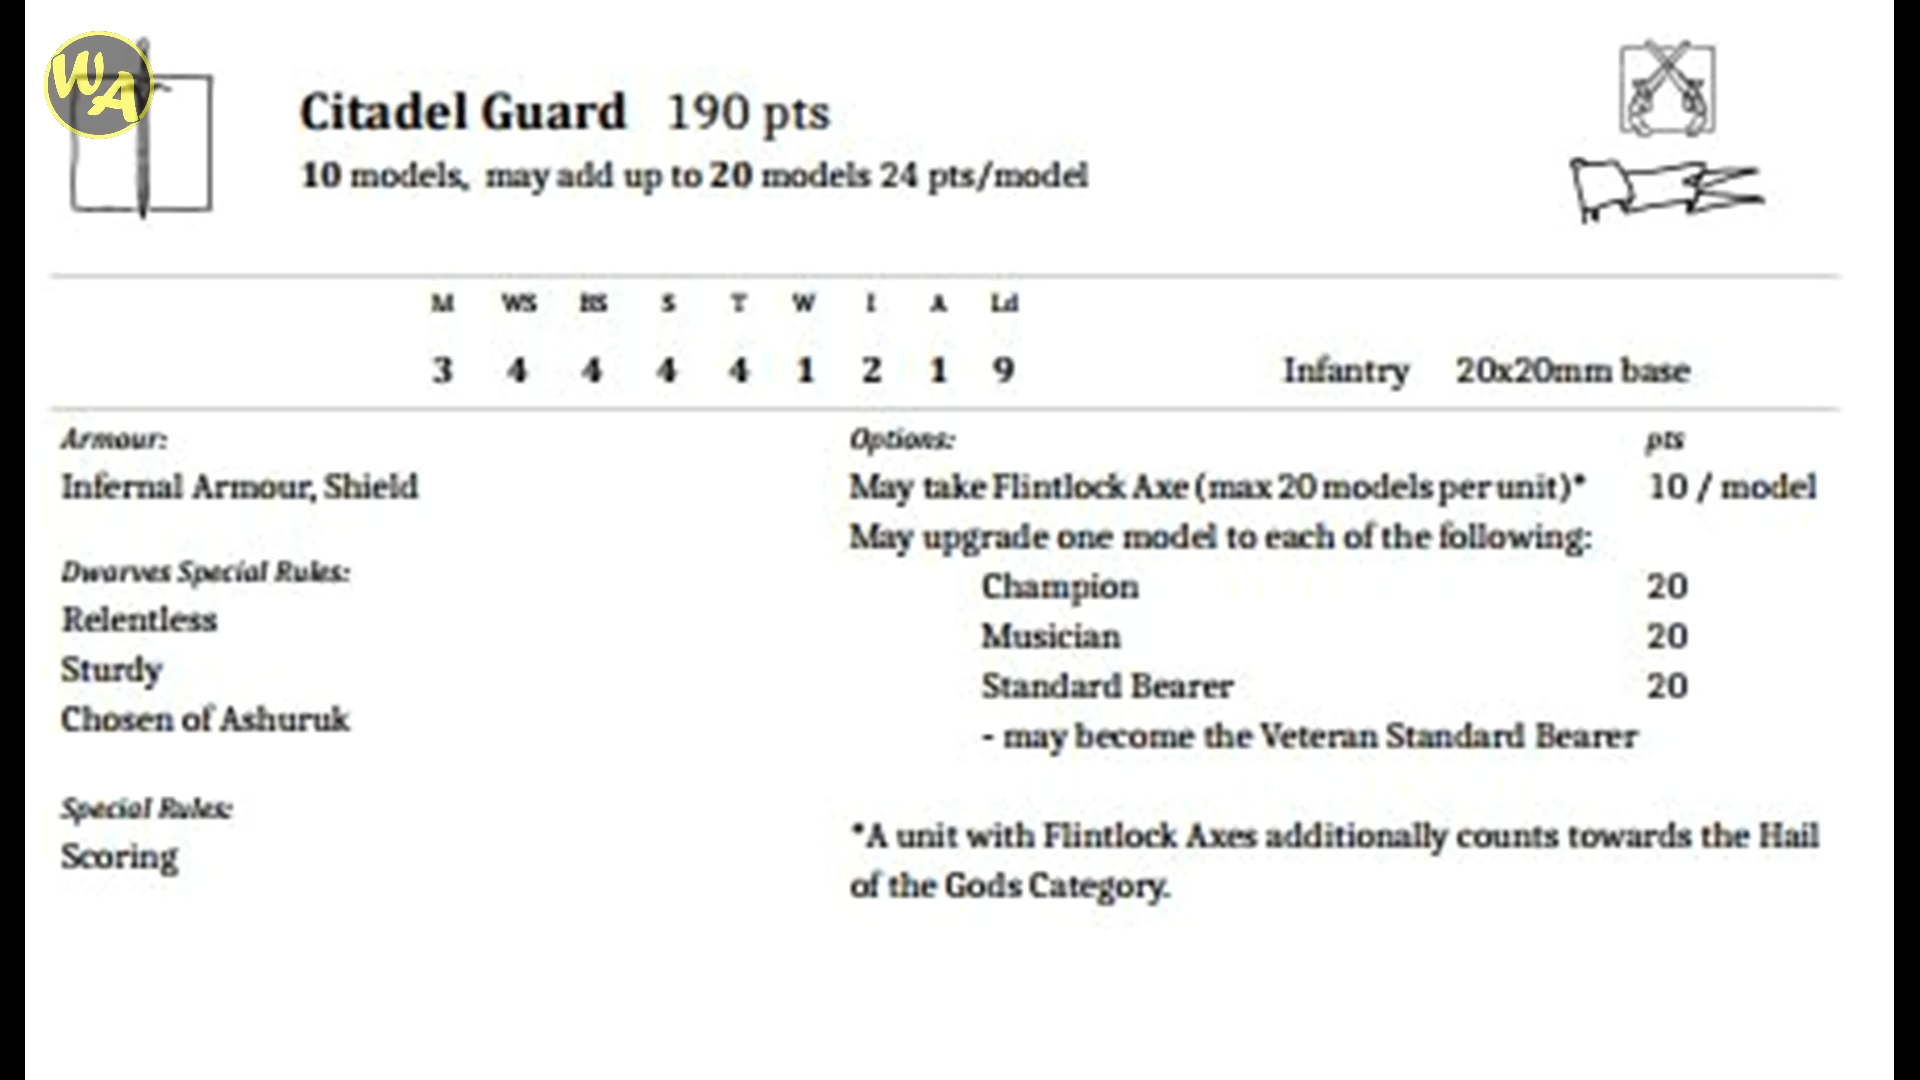 WA
Citadel Guard 190 pts
10 models, may add up to 20 models 24 pts/model
M WS BS S T W I A Ld
3 4 4 4 4 1 2 1 9 Infantry 20x20mm base
Armour:
Infernal Armour, Shield
Dwarves Special Rules:
Relentless
Sturdy
Chosen of Ashuruk
Special Rules:
Scoring
Options: pts
May take Flintlock Axe (max 20 models per unit)* 10 / model
May upgrade one model to each of the following:
Champion 20
Musician 20
Standard Bearer 20
- may become the Veteran Standard Bearer
*A unit with Flintlock Axes additionally counts towards the Hail
of the Gods Category.